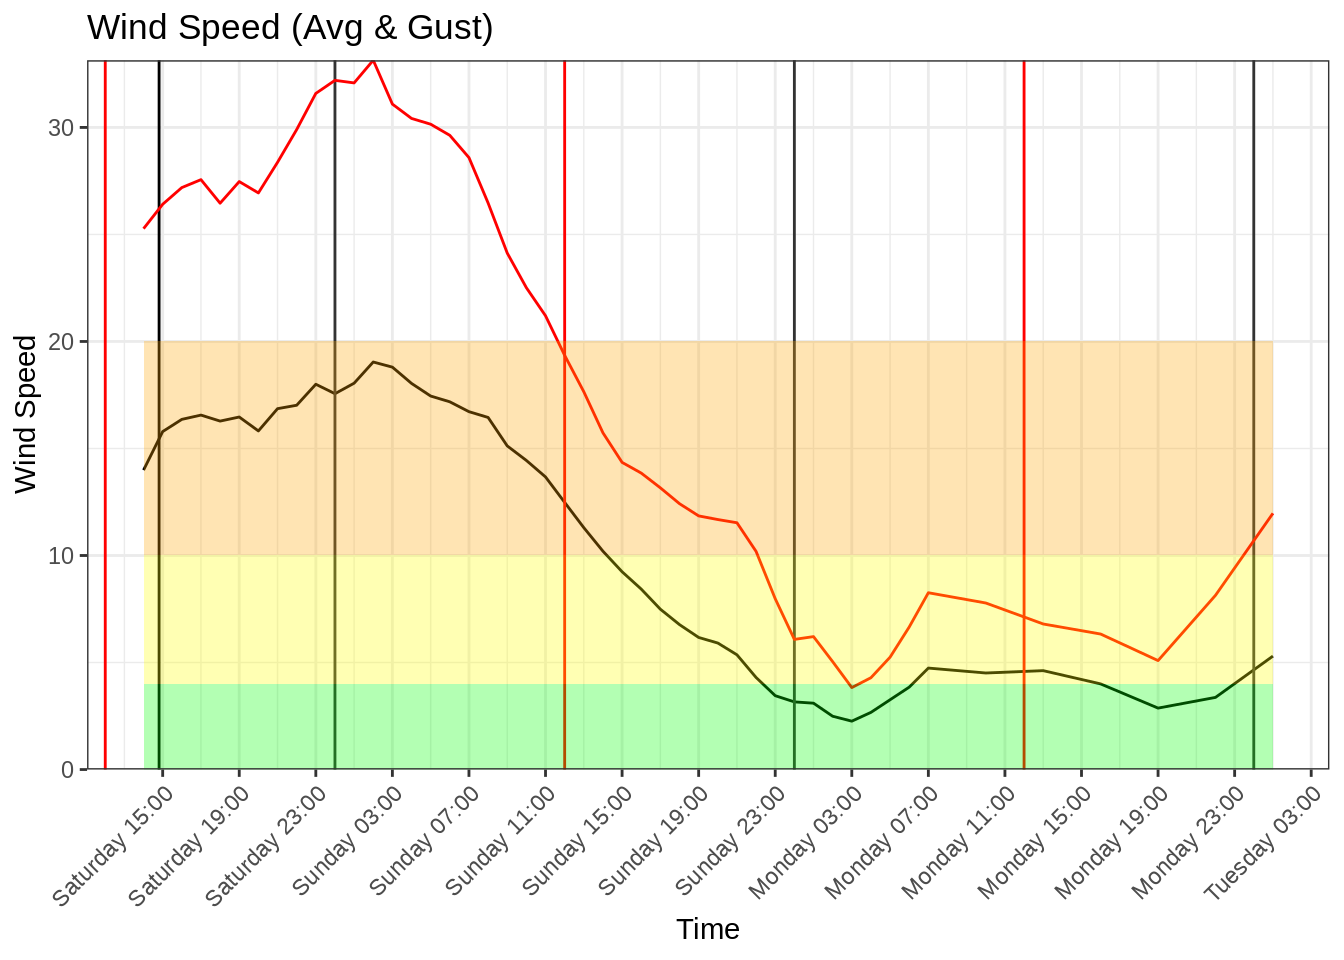 Wind Speed (Avg & Gust)
Wind Speed
30
20
10
0
Saturday 15:00
Saturday 19:00
Saturday 23:00
Sunday 03:00
Sunday 07:00
Sunday 11:00
Sunday 15:00
Sunday 19:00
Sunday 23:00
Monday 03:00
Monday 07:00
Monday 11:00
Monday 15:00
Monday 19:00
Monday 23:00
Tuesday 03:00
Time